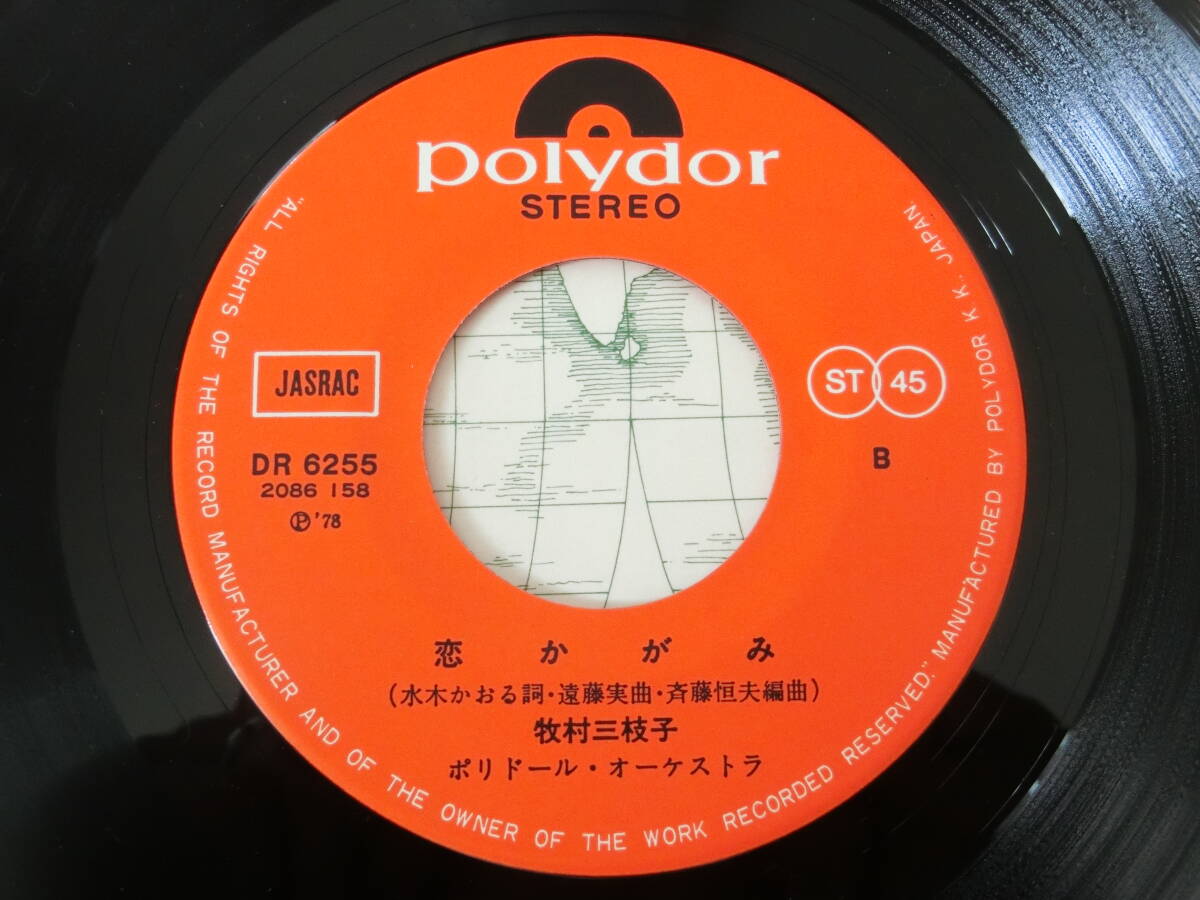 polydor
STEREO
JASRAC
ST 45
DR 6255
2086 158
Ⓟ'78
B
恋かがみ
(水木かおる詞・遠藤実曲・斉藤恒夫編曲)
牧村三枝子
ポリドール・オーケストラ
"ALL RIGHTS OF THE RECORD MANUFACTURER AND OF THE OWNER OF THE WORK RECORDED RESERVED." MANUFACTURED BY POLYDOR K. K. JAPAN.